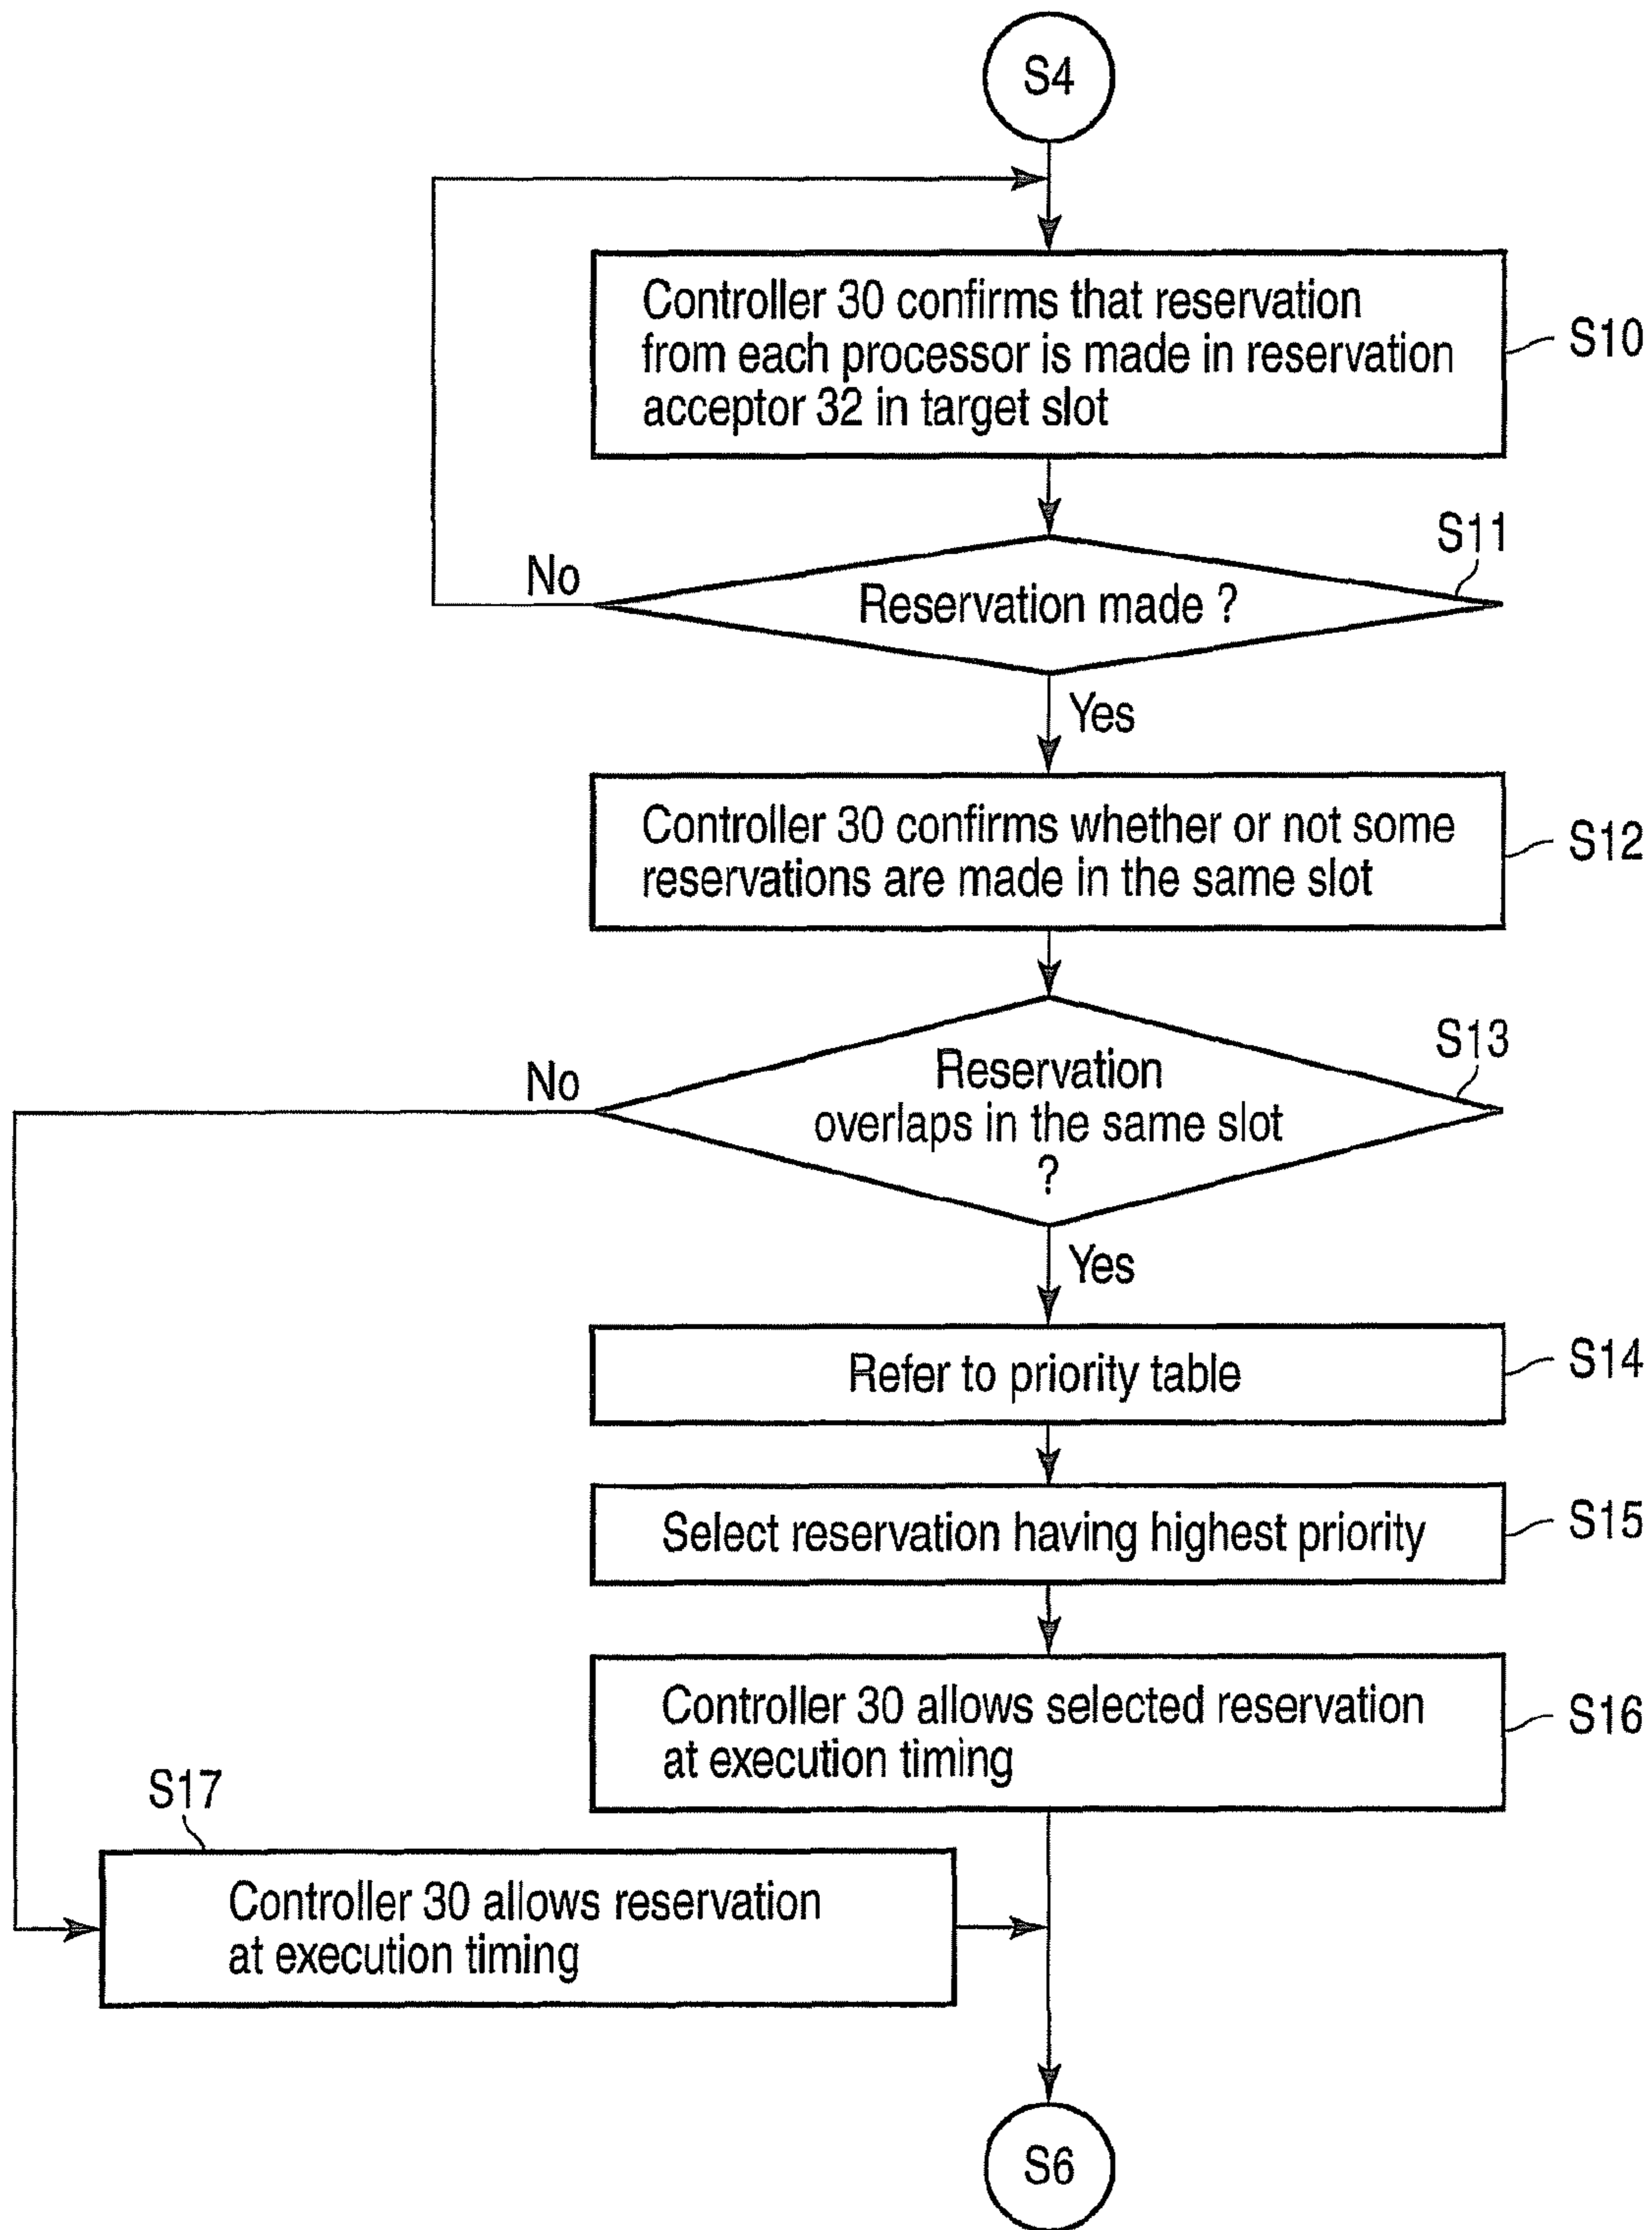 S4
Controller 30 confirms that reservation
from each processor is made in reservation
acceptor 32 in target slot
S10
S11
No
Reservation made ?
Yes
Controller 30 confirms whether or not some
reservations are made in the same slot
S12
S13
No
Reservation
overlaps in the same slot
?
Yes
Refer to priority table
S14
Select reservation having highest priority
S15
Controller 30 allows selected reservation
at execution timing
S16
S17
Controller 30 allows reservation
at execution timing
S6